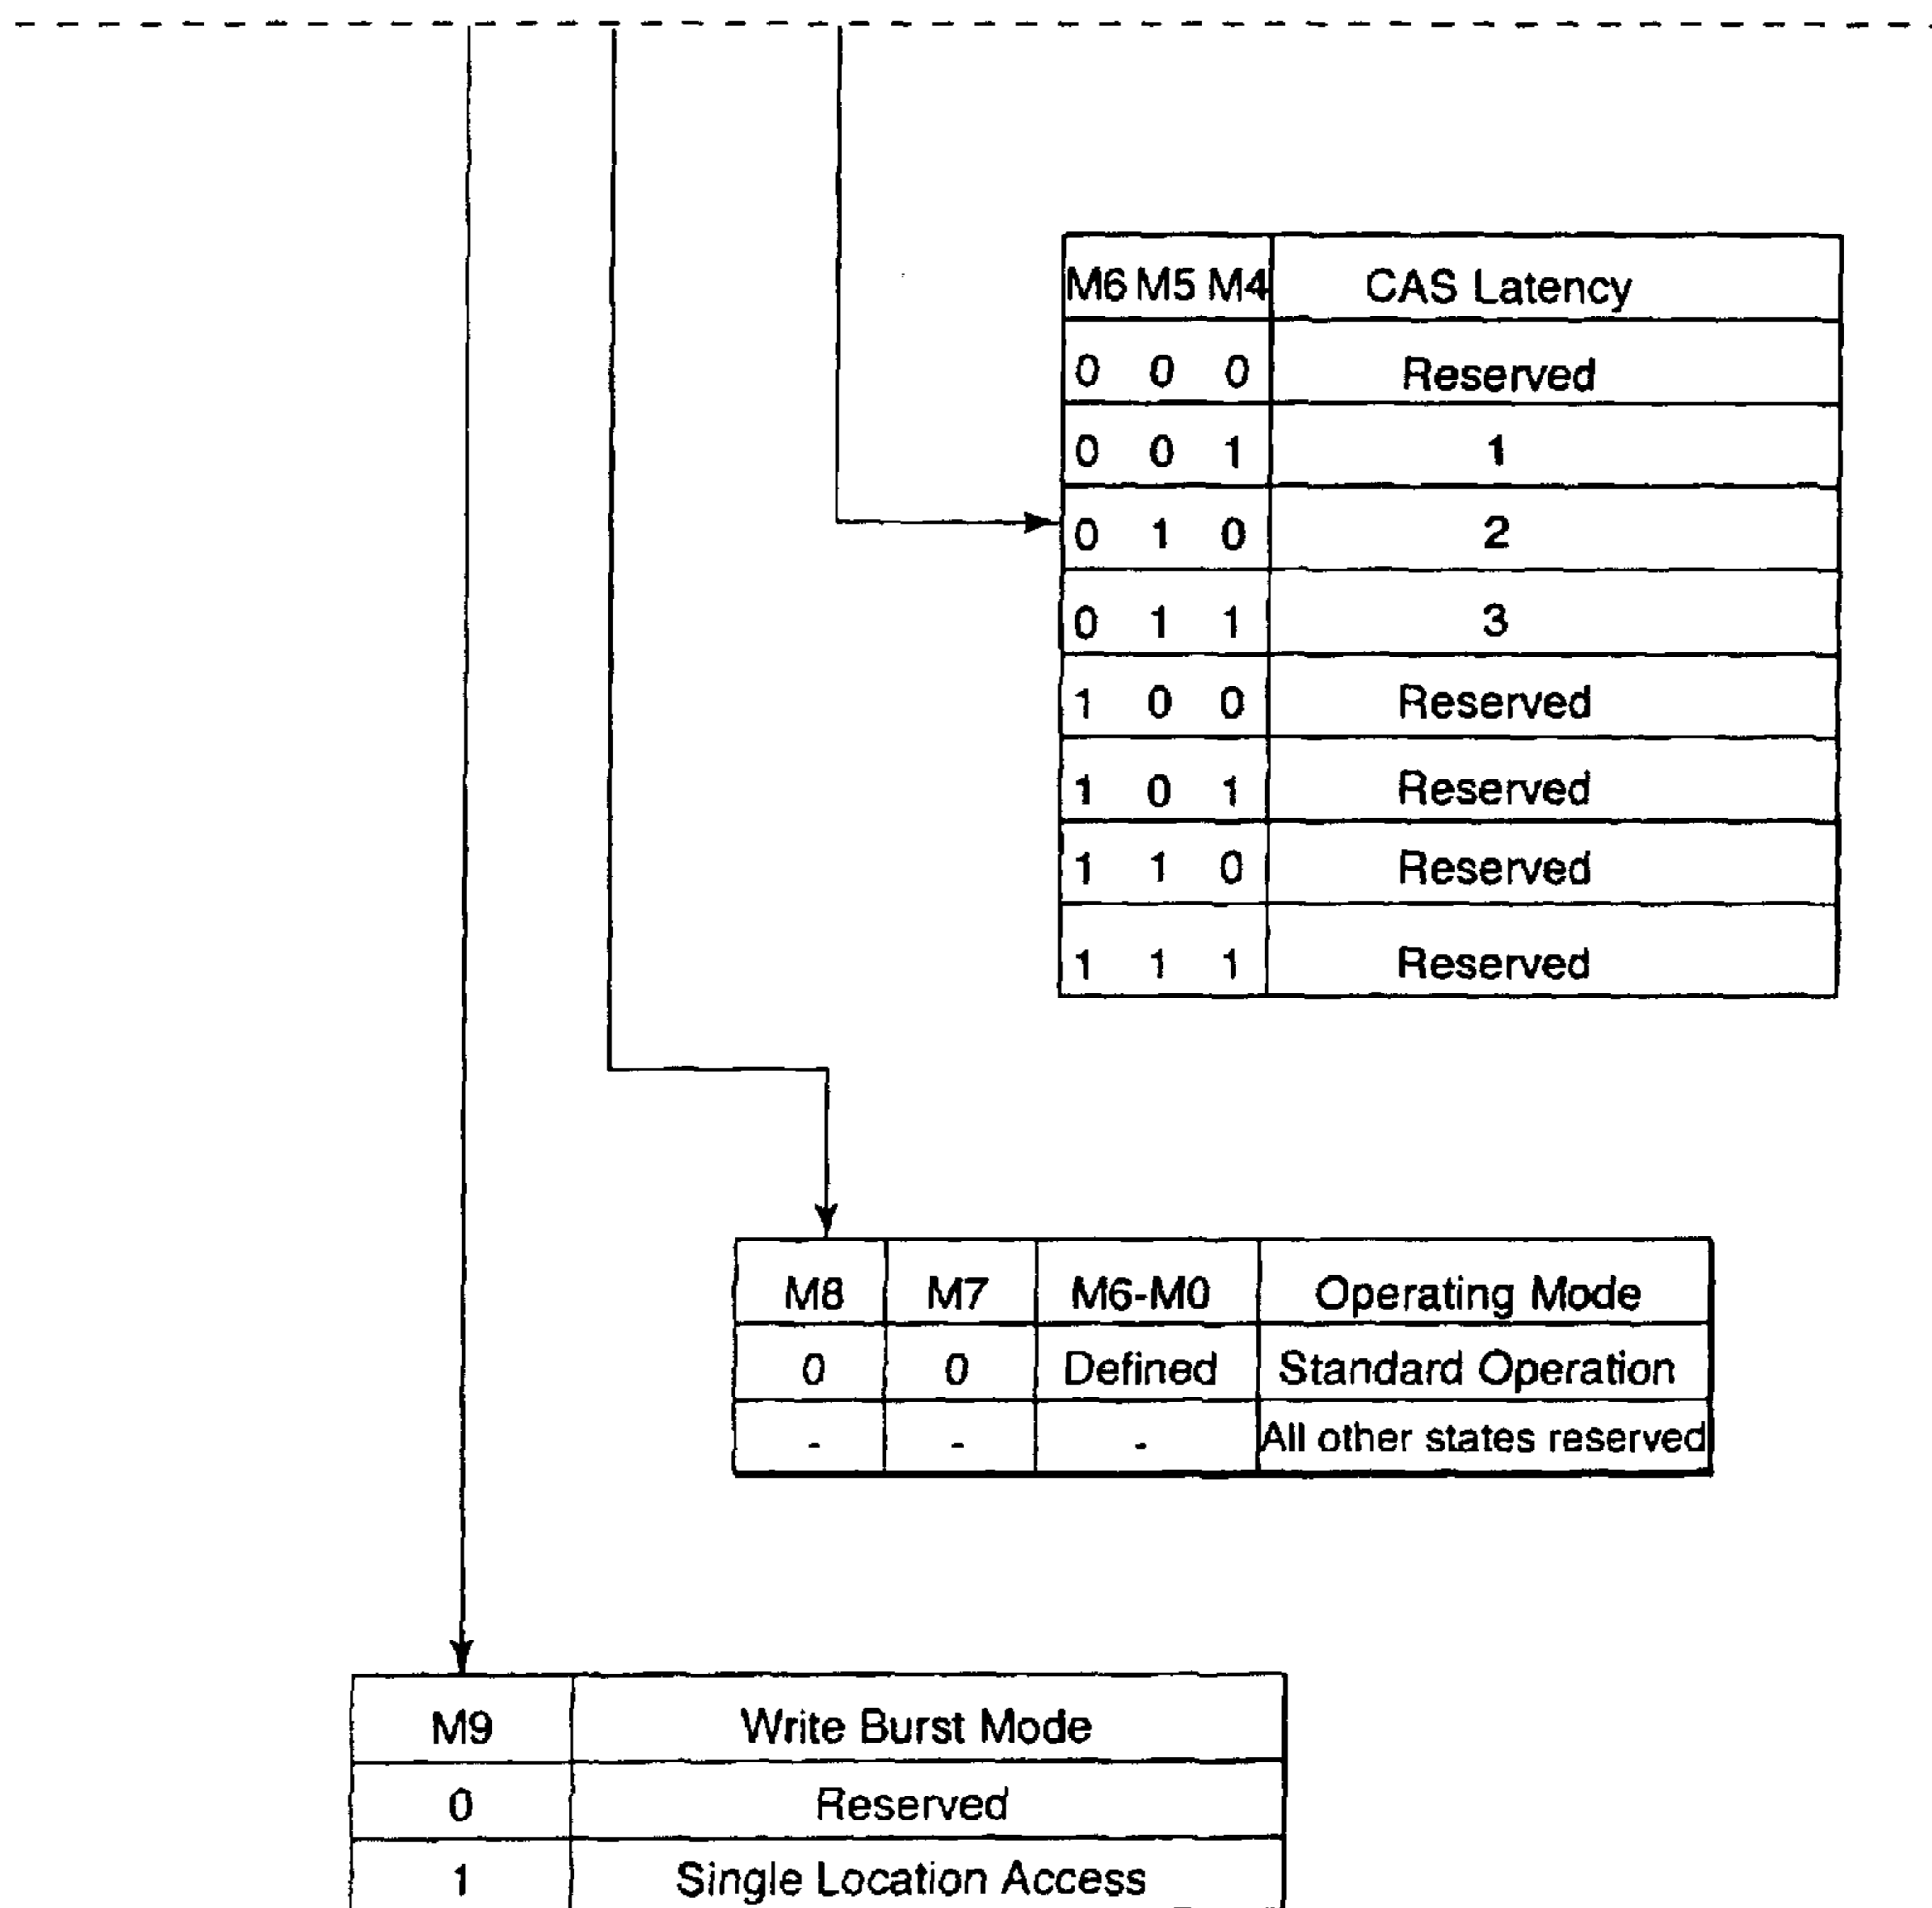 M6 M5 M4 CAS Latency
0 0 0 Reserved
0 0 1 1
0 1 0 2
0 1 1 3
1 0 0 Reserved
1 0 1 Reserved
1 1 0 Reserved
1 1 1 Reserved
M8 M7 M6-M0 Operating Mode
0 0 Defined Standard Operation
- - - All other states reserved
M9 Write Burst Mode
0 Reserved
1 Single Location Access